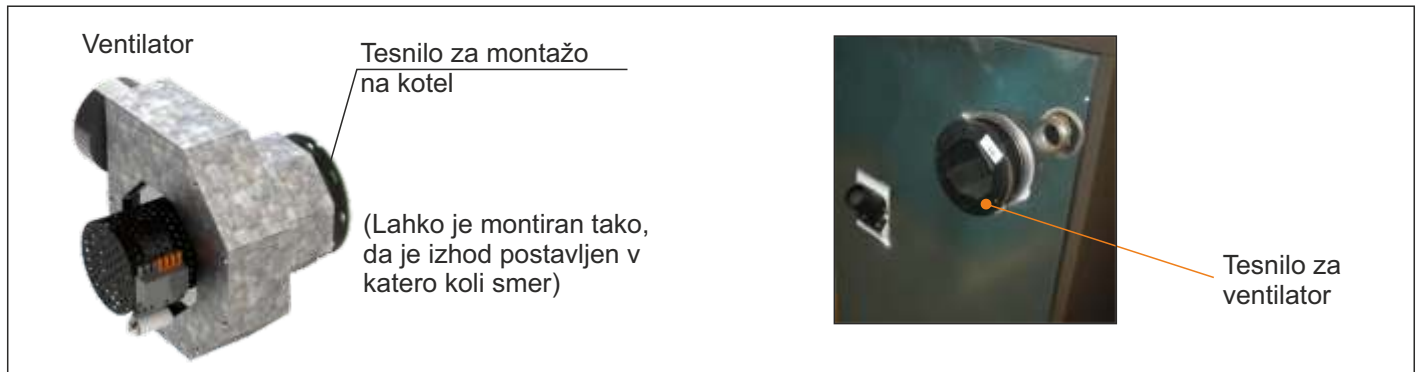 Ventilator
Tesnilo za montažo
na kotel
(Lahko je montiran tako,
da je izhod postavljen v
katero koli smer)
Tesnilo za
ventilator